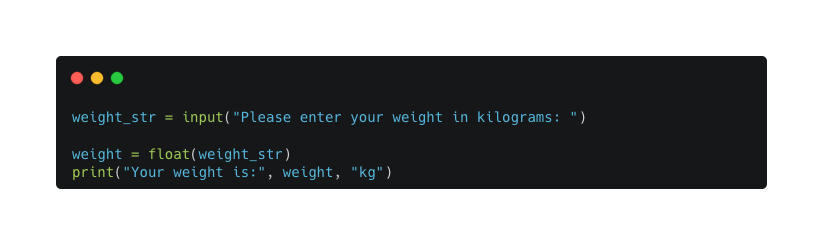 weight_str = input("Please enter your weight in kilograms: ")
weight = float(weight_str)
print("Your weight is:", weight, "kg")